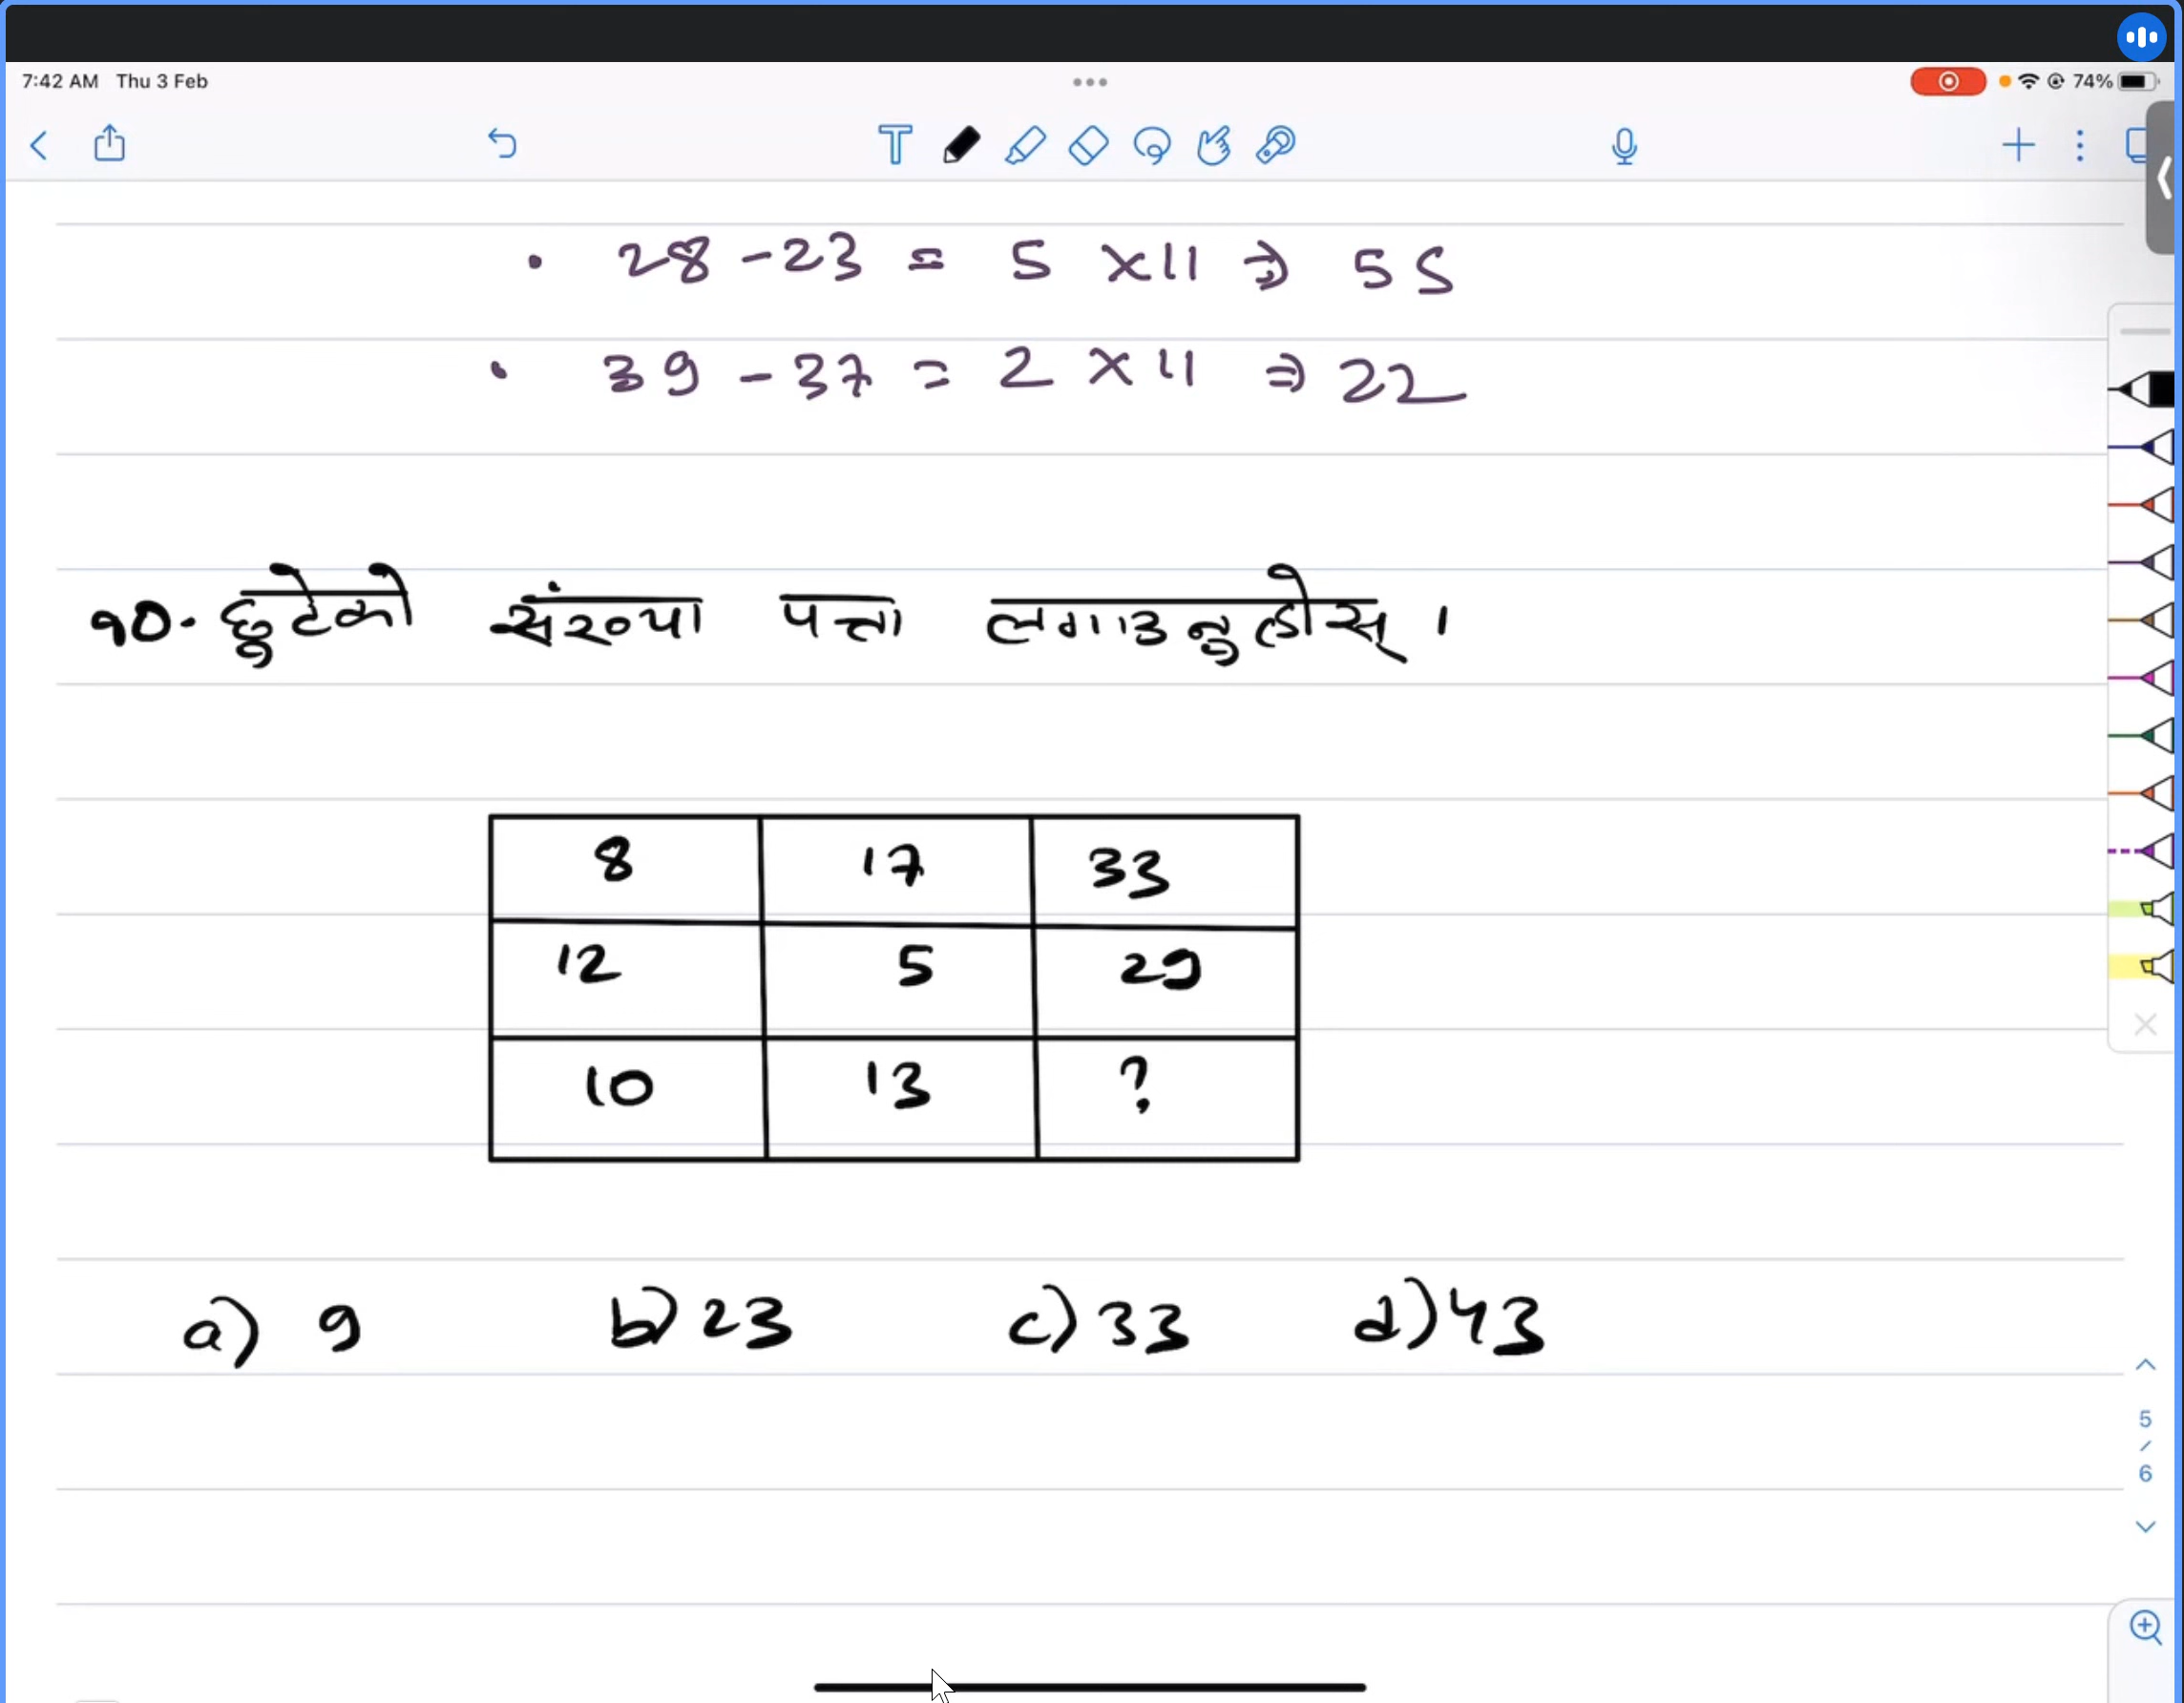 7:42 AM Thu 3 Feb
74%
T
• 28 - 23 = 5 x 11 ⇒ 55
• 39 - 37 = 2 x 11 ⇒ 22
१०. छुटेको संख्या पत्ता लगाउनुहोस् ।
8 17 33
12 5 29
10 13 ?
a) 9 b) 23 c) 33 d) 43
5
/
6